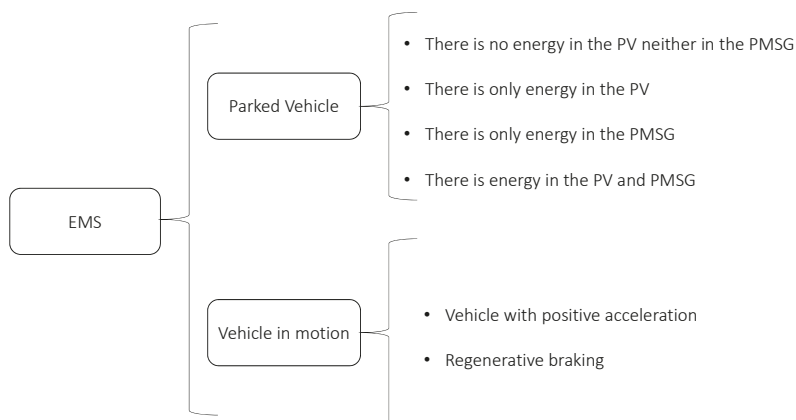 • There is no energy in the PV neither in the PMSG
• There is only energy in the PV
Parked Vehicle
• There is only energy in the PMSG
• There is energy in the PV and PMSG
EMS
• Vehicle with positive acceleration
Vehicle in motion
• Regenerative braking